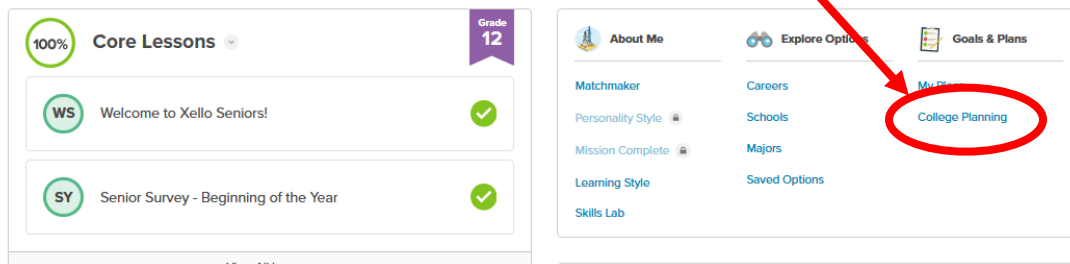 Grade
12
100% Core Lessons
WS Welcome to Xello Seniors!
SY Senior Survey - Beginning of the Year
About Me
Matchmaker
Personality Style
Mission Complete
Learning Style
Skills Lab
Explore Options
Careers
Schools
Majors
Saved Options
Goals & Plans
My Plans
College Planning